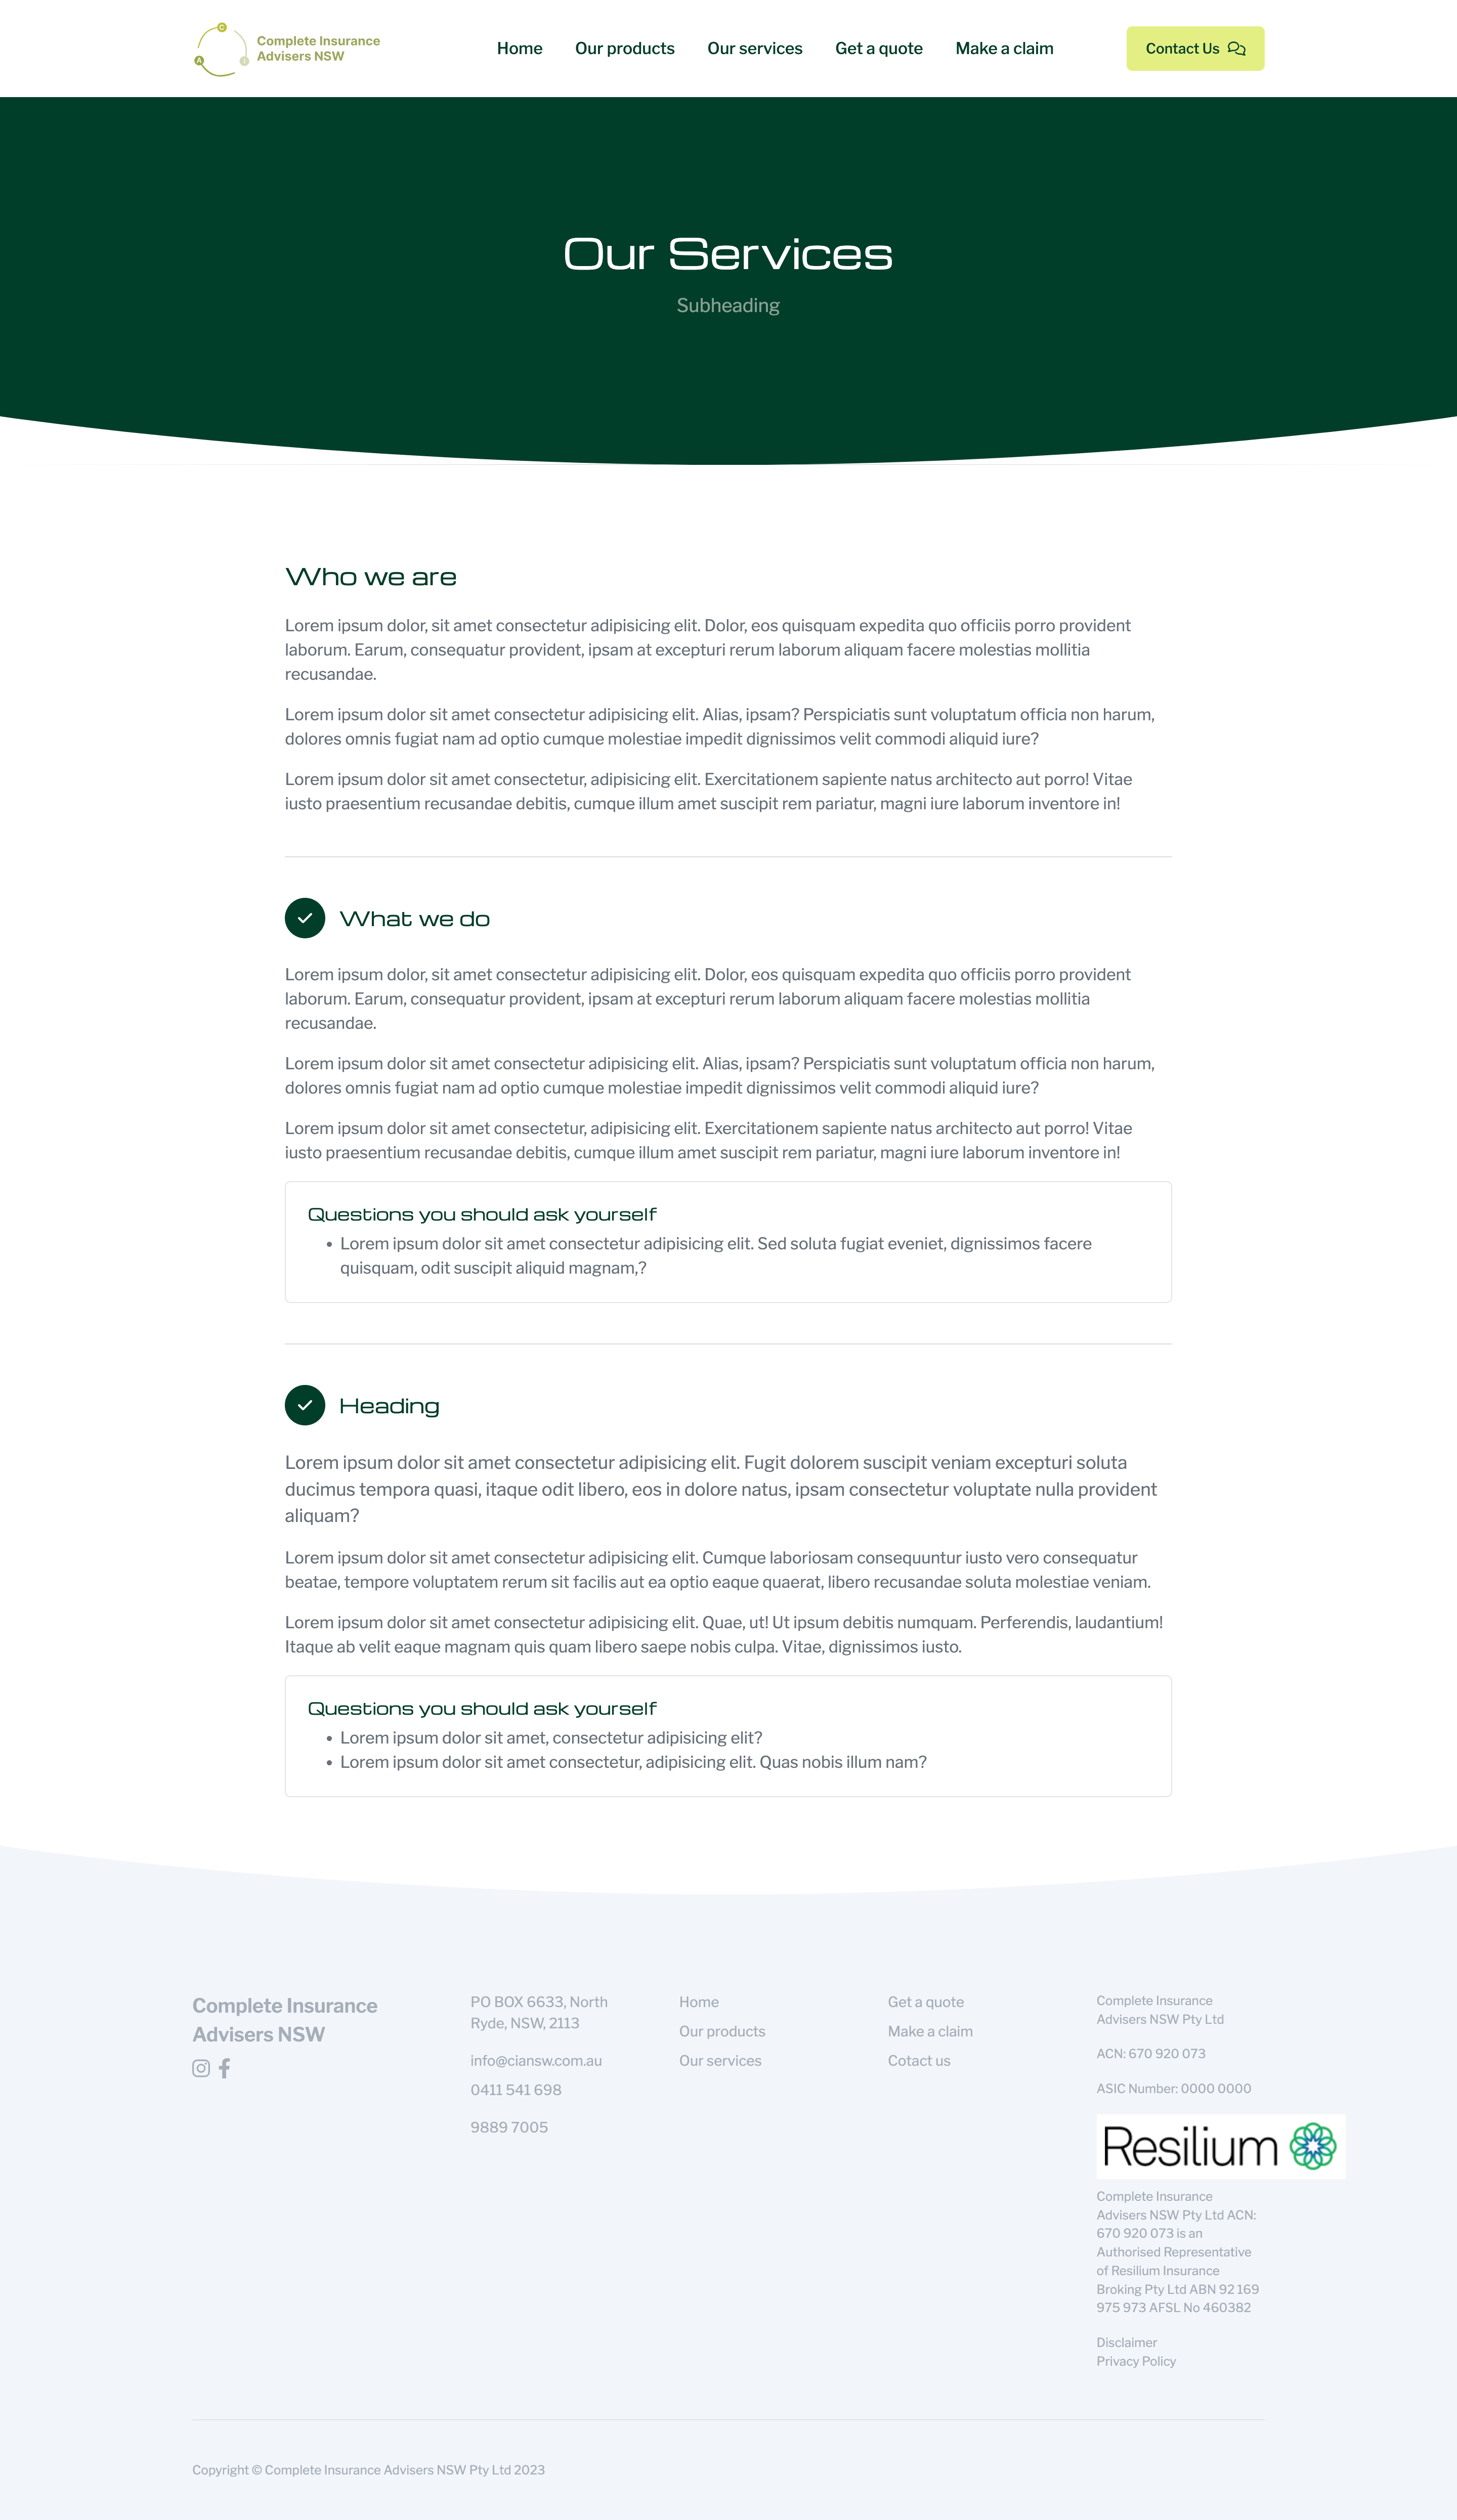 C
A
Complete Insurance
Advisers NSW
Home
Our products
Our services
Get a quote
Make a claim
Contact Us
Our Services
Subheading
Who we are
Lorem ipsum dolor, sit amet consectetur adipisicing elit. Dolor, eos quisquam expedita quo officiis porro provident
laborum. Earum, consequatur provident, ipsam at excepturi rerum laborum aliquam facere molestias mollitia
recusandae.
Lorem ipsum dolor sit amet consectetur adipisicing elit. Alias, ipsam? Perspiciatis sunt voluptatum officia non harum,
dolores omnis fugiat nam ad optio cumque molestiae impedit dignissimos velit commodi aliquid iure?
Lorem ipsum dolor sit amet consectetur, adipisicing elit. Exercitationem sapiente natus architecto aut porro! Vitae
iusto praesentium recusandae debitis, cumque illum amet suscipit rem pariatur, magni iure laborum inventore in!
What we do
Lorem ipsum dolor, sit amet consectetur adipisicing elit. Dolor, eos quisquam expedita quo officiis porro provident
laborum. Earum, consequatur provident, ipsam at excepturi rerum laborum aliquam facere molestias mollitia
recusandae.
Lorem ipsum dolor sit amet consectetur adipisicing elit. Alias, ipsam? Perspiciatis sunt voluptatum officia non harum,
dolores omnis fugiat nam ad optio cumque molestiae impedit dignissimos velit commodi aliquid iure?
Lorem ipsum dolor sit amet consectetur, adipisicing elit. Exercitationem sapiente natus architecto aut porro! Vitae
iusto praesentium recusandae debitis, cumque illum amet suscipit rem pariatur, magni iure laborum inventore in!
Questions you should ask yourself
• Lorem ipsum dolor sit amet consectetur adipisicing elit. Sed soluta fugiat eveniet, dignissimos facere
quisquam, odit suscipit aliquid magnam,?
Heading
Lorem ipsum dolor sit amet consectetur adipisicing elit. Fugit dolorem suscipit veniam excepturi soluta
ducimus tempora quasi, itaque odit libero, eos in dolore natus, ipsam consectetur voluptate nulla provident
aliquam?
Lorem ipsum dolor sit amet consectetur adipisicing elit. Cumque laboriosam consequuntur iusto vero consequatur
beatae, tempore voluptatem rerum sit facilis aut ea optio eaque quaerat, libero recusandae soluta molestiae veniam.
Lorem ipsum dolor sit amet consectetur adipisicing elit. Quae, ut! Ut ipsum debitis numquam. Perferendis, laudantium!
Itaque ab velit eaque magnam quis quam libero saepe nobis culpa. Vitae, dignissimos iusto.
Questions you should ask yourself
• Lorem ipsum dolor sit amet, consectetur adipisicing elit?
• Lorem ipsum dolor sit amet consectetur, adipisicing elit. Quas nobis illum nam?
Complete Insurance
Advisers NSW
PO BOX 6633, North
Ryde, NSW, 2113
info@ciansw.com.au
0411 541 698
9889 7005
Home
Our products
Our services
Get a quote
Make a claim
Cotact us
Complete Insurance
Advisers NSW Pty Ltd
ACN: 670 920 073
ASIC Number: 0000 0000
Resilium
Complete Insurance
Advisers NSW Pty Ltd ACN:
670 920 073 is an
Authorised Representative
of Resilium Insurance
Broking Pty Ltd ABN 92 169
975 973 AFSL No 460382
Disclaimer
Privacy Policy
Copyright © Complete Insurance Advisers NSW Pty Ltd 2023